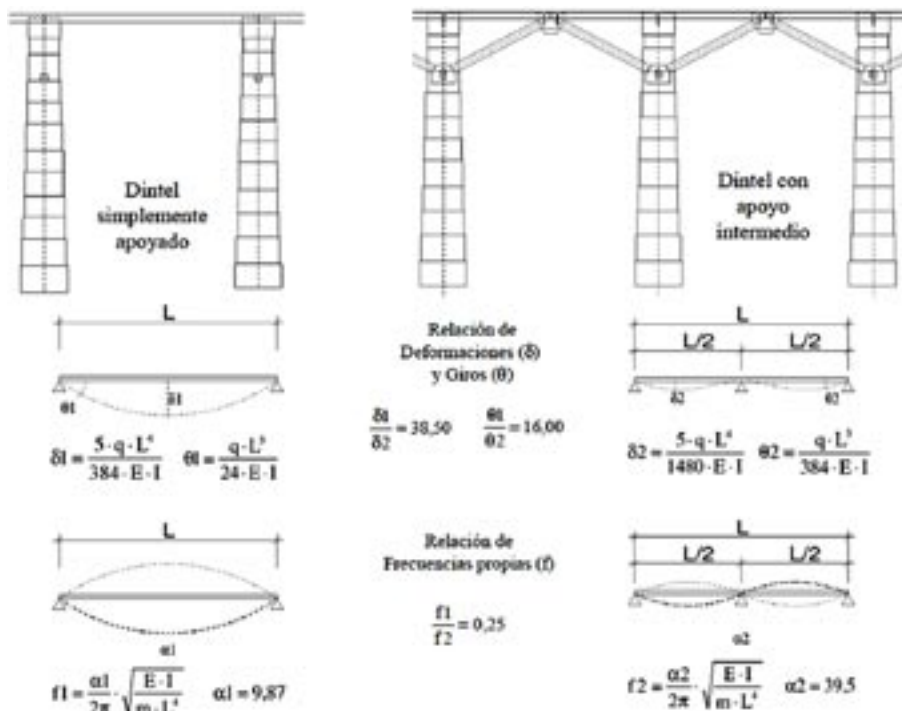 Dintel
simplemente
apoyado
Dintel con
apoyo
intermedio
L
θ1
δ1
δ1 = 5·q·L⁴ / 384·E·I
θ1 = q·L³ / 24·E·I
Relación de
Deformaciones (δ)
y Giros (θ)
δ1/δ2 = 38,50
θ1/θ2 = 16,00
L
L/2 L/2
δ2
θ2
δ2 = 5·q·L⁴ / 1480·E·I
θ2 = q·L³ / 384·E·I
L
α1
f1 = α1/2π · √(E·I / m·L⁴)
α1 = 9,87
Relación de
Frecuencias propias (f)
f1/f2 = 0,25
L
L/2 L/2
α2
f2 = α2/2π · √(E·I / m·L⁴)
α2 = 39.5